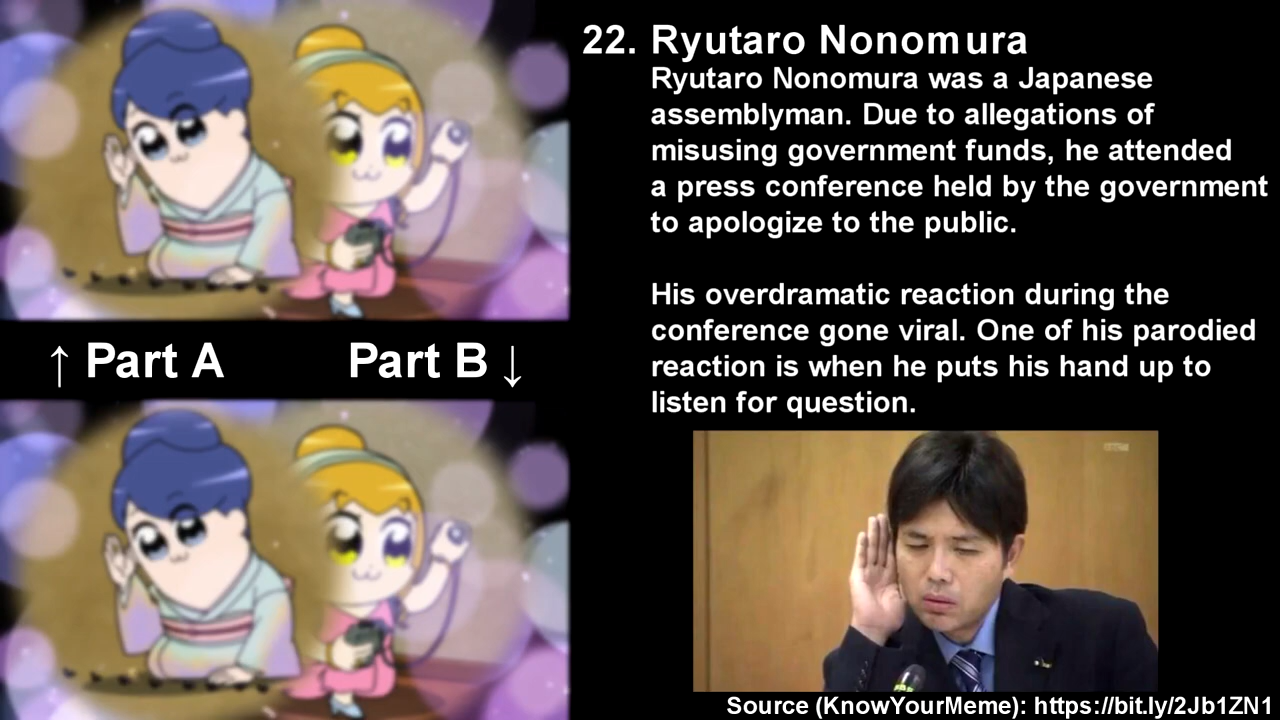 22. Ryutaro Nonomura
Ryutaro Nonomura was a Japanese
assemblyman. Due to allegations of
misusing government funds, he attended
a press conference held by the government
to apologize to the public.
His overdramatic reaction during the
conference gone viral. One of his parodied
reaction is when he puts his hand up to
listen for question.
↑ Part A
Part B ↓
Source (KnowYourMeme): https://bit.ly/2Jb1ZN1